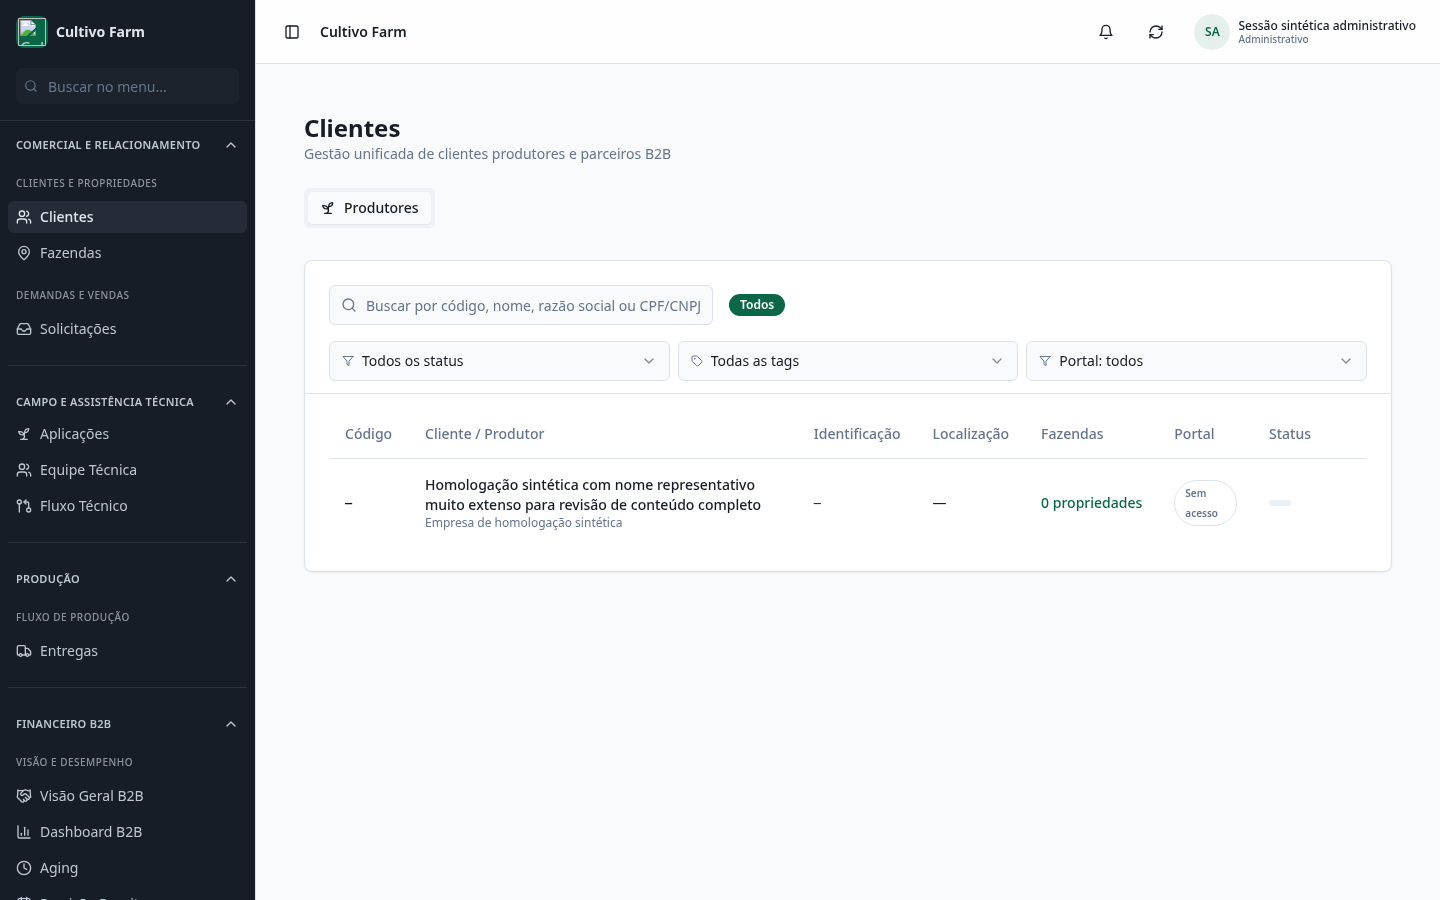 Cultivo Farm
Buscar no menu...
COMERCIAL E RELACIONAMENTO
CLIENTES E PROPRIEDADES
Clientes
Fazendas
DEMANDAS E VENDAS
Solicitações
CAMPO E ASSISTÊNCIA TÉCNICA
Aplicações
Equipe Técnica
Fluxo Técnico
PRODUÇÃO
FLUXO DE PRODUÇÃO
Entregas
FINANCEIRO B2B
VISÃO E DESEMPENHO
Visão Geral B2B
Dashboard B2B
Aging
Cultivo Farm
SA
Sessão sintética administrativo
Administrativo
Clientes
Gestão unificada de clientes produtores e parceiros B2B
Produtores
Buscar por código, nome, razão social ou CPF/CNPJ
Todos
Todos os status
Todas as tags
Portal: todos
Código Cliente / Produtor Identificação Localização Fazendas Portal Status
– Homologação sintética com nome representativo muito extenso para revisão de conteúdo completo – — 0 propriedades Sem acesso
Empresa de homologação sintética